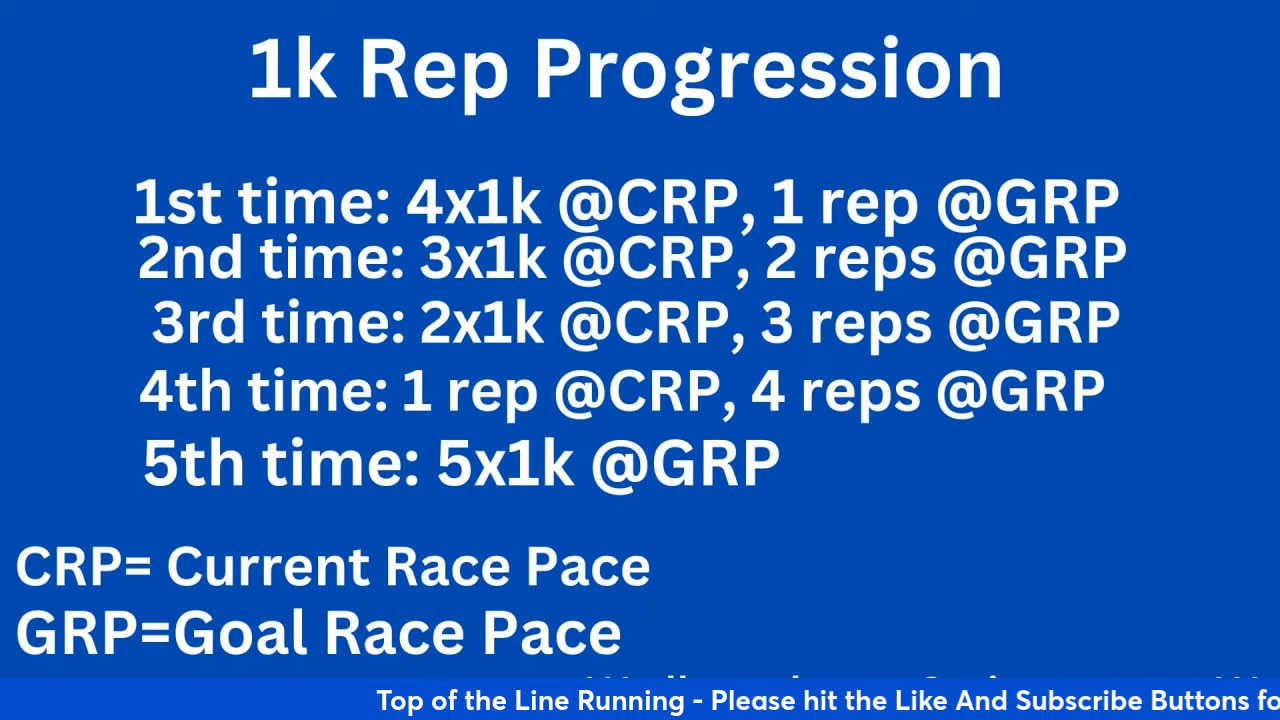 1k Rep Progression
1st time: 4x1k @CRP, 1 rep @GRP
2nd time: 3x1k @CRP, 2 reps @GRP
3rd time: 2x1k @CRP, 3 reps @GRP
4th time: 1 rep @CRP, 4 reps @GRP
5th time: 5x1k @GRP
CRP= Current Race Pace
GRP=Goal Race Pace
Top of the Line Running - Please hit the Like And Subscribe Buttons fo